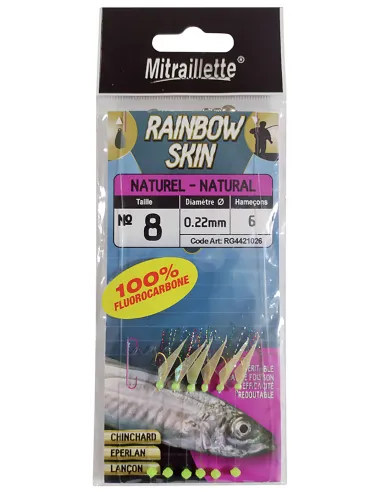 Mitraillette®
RAINBOW
SKIN
NATUREL - NATURAL
Taille Diamètre Ø Hameçons
№ 8 0.22mm 6
Code Art: RG4421026
100%
FLUOROCARBONE
REDOUTABLE
CHINCHARD
EPERLAN
LANÇON